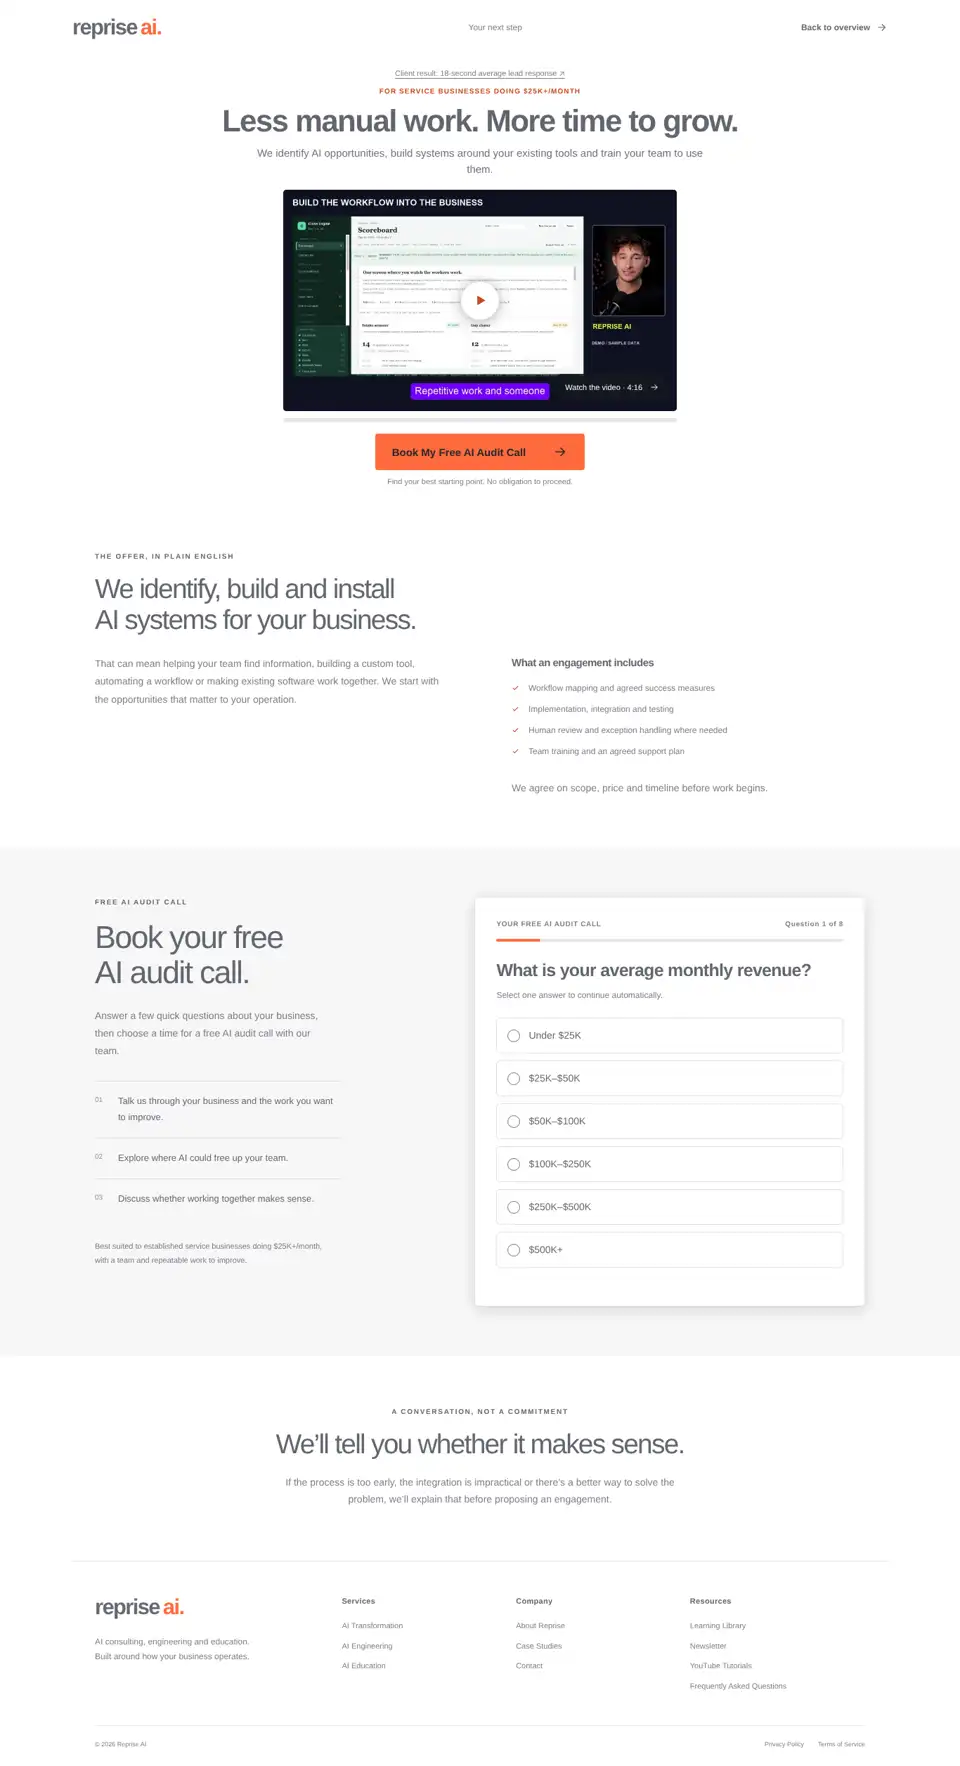 reprise ai.
Your next step
Back to overview →
Client result: 18-second average lead response ↗
FOR SERVICE BUSINESSES DOING $25K+/MONTH
Less manual work. More time to grow.
We identify AI opportunities, build systems around your existing tools and train your team to use
them.
BUILD THE WORKFLOW INTO THE BUSINESS
Scoreboard
One screen where you watch the workers work.
14
12
REPRISE AI
DEMO / SAMPLE DATA
Repetitive work and someone
Watch the video · 4:16 →
Book My Free AI Audit Call →
Find your best starting point. No obligation to proceed.
THE OFFER, IN PLAIN ENGLISH
We identify, build and install
AI systems for your business.
That can mean helping your team find information, building a custom tool,
automating a workflow or making existing software work together. We start with
the opportunities that matter to your operation.
What an engagement includes
✓ Workflow mapping and agreed success measures
✓ Implementation, integration and testing
✓ Human review and exception handling where needed
✓ Team training and an agreed support plan
We agree on scope, price and timeline before work begins.
FREE AI AUDIT CALL
Book your free
AI audit call.
Answer a few quick questions about your business,
then choose a time for a free AI audit call with our
team.
01 Talk us through your business and the work you want
to improve.
02 Explore where AI could free up your team.
03 Discuss whether working together makes sense.
Best suited to established service businesses doing $25K+/month,
with a team and repeatable work to improve.
YOUR FREE AI AUDIT CALL
Question 1 of 8
What is your average monthly revenue?
Select one answer to continue automatically.
Under $25K
$25K–$50K
$50K–$100K
$100K–$250K
$250K–$500K
$500K+
A CONVERSATION, NOT A COMMITMENT
We’ll tell you whether it makes sense.
If the process is too early, the integration is impractical or there’s a better way to solve the
problem, we’ll explain that before proposing an engagement.
reprise ai.
AI consulting, engineering and education.
Built around how your business operates.
Services
AI Transformation
AI Engineering
AI Education
Company
About Reprise
Case Studies
Contact
Resources
Learning Library
Newsletter
YouTube Tutorials
Frequently Asked Questions
© 2026 Reprise AI
Privacy Policy
Terms of Service